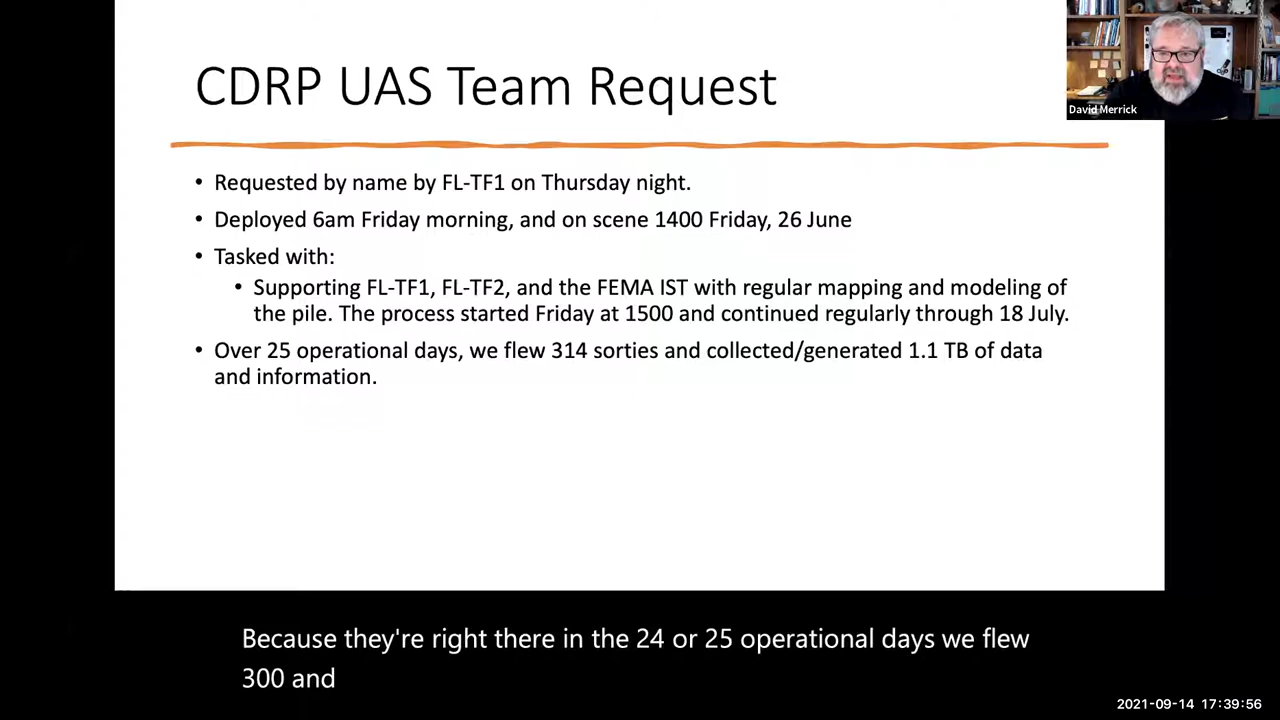 CDRP UAS Team Request
David Merrick
• Requested by name by FL-TF1 on Thursday night.
• Deployed 6am Friday morning, and on scene 1400 Friday, 26 June
• Tasked with:
• Supporting FL-TF1, FL-TF2, and the FEMA IST with regular mapping and modeling of
the pile. The process started Friday at 1500 and continued regularly through 18 July.
• Over 25 operational days, we flew 314 sorties and collected/generated 1.1 TB of data
and information.
Because they're right there in the 24 or 25 operational days we flew
300 and
2021-09-14 17:39:56